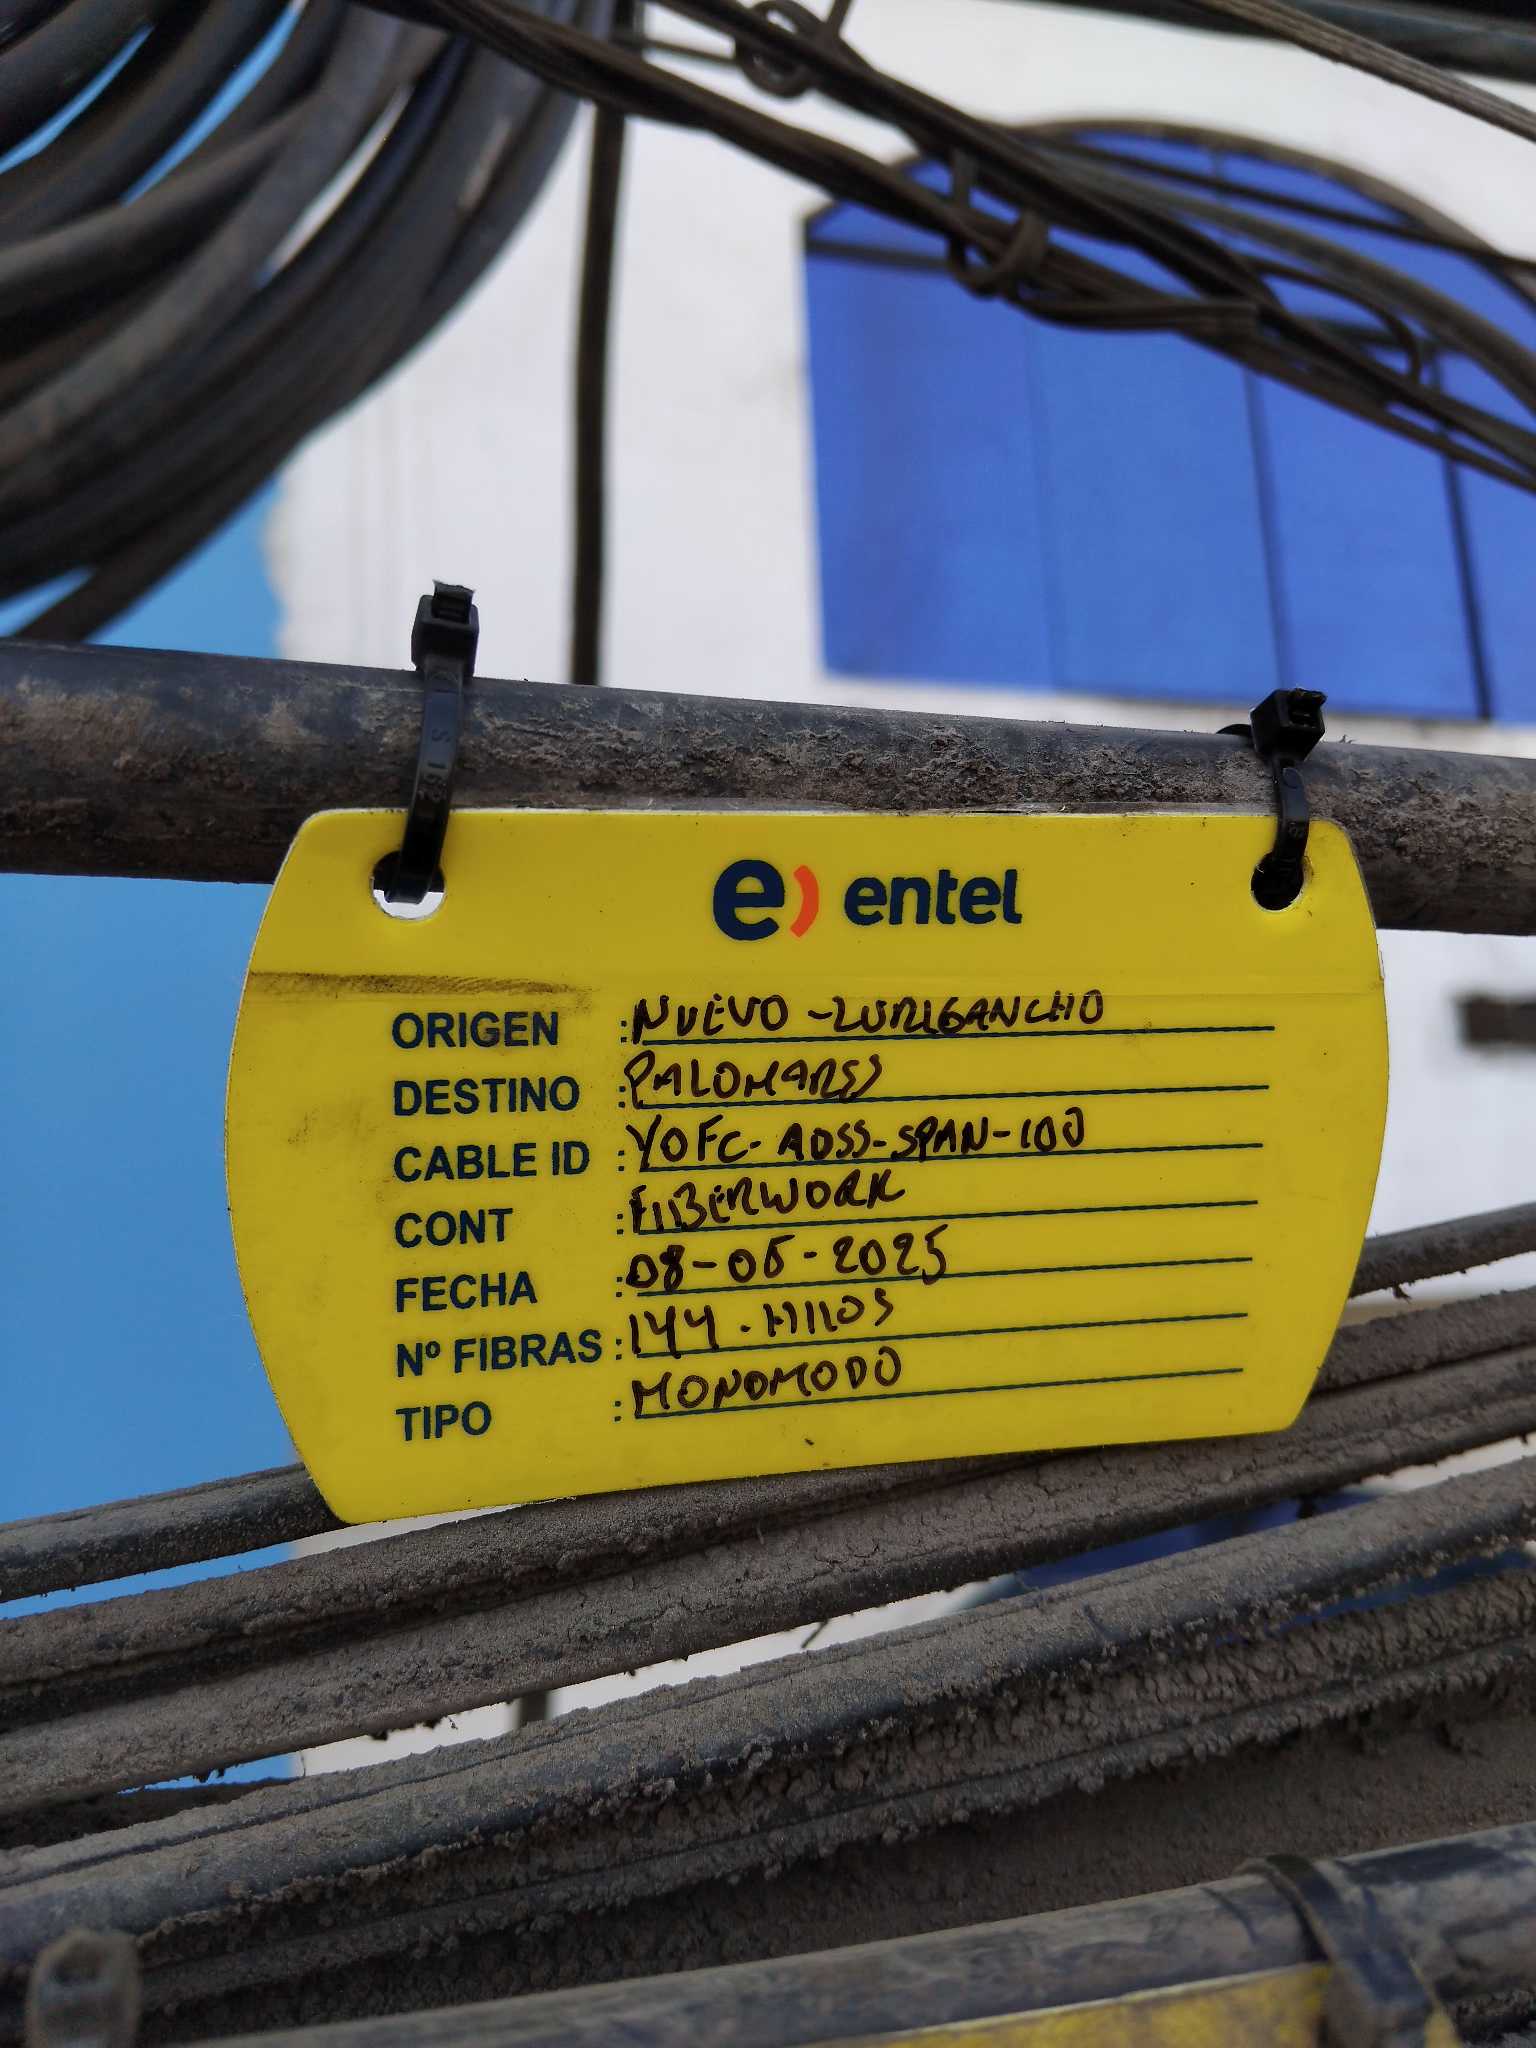 e) entel
ORIGEN : NUEVO - LURIGANCHO
DESTINO : PALOMARES
CABLE ID : YOFC - ADSS - SPAN - 100
CONT : FIBERWORK
FECHA : 08 - 05 - 2025
Nº FIBRAS : 144 . HILOS
TIPO : MONOMODO